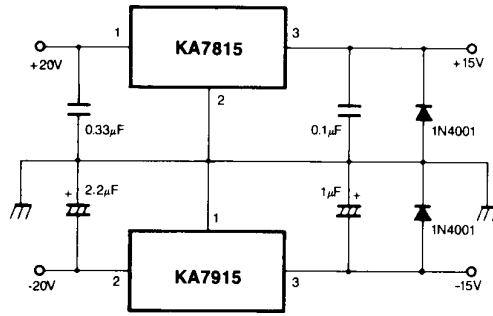 1
KA7815
3
+20V
+15V
2
0.33µF
0.1µF
1N4001
+
2.2µF
1µF
+
1
1N4001
2
KA7915
3
-20V
-15V